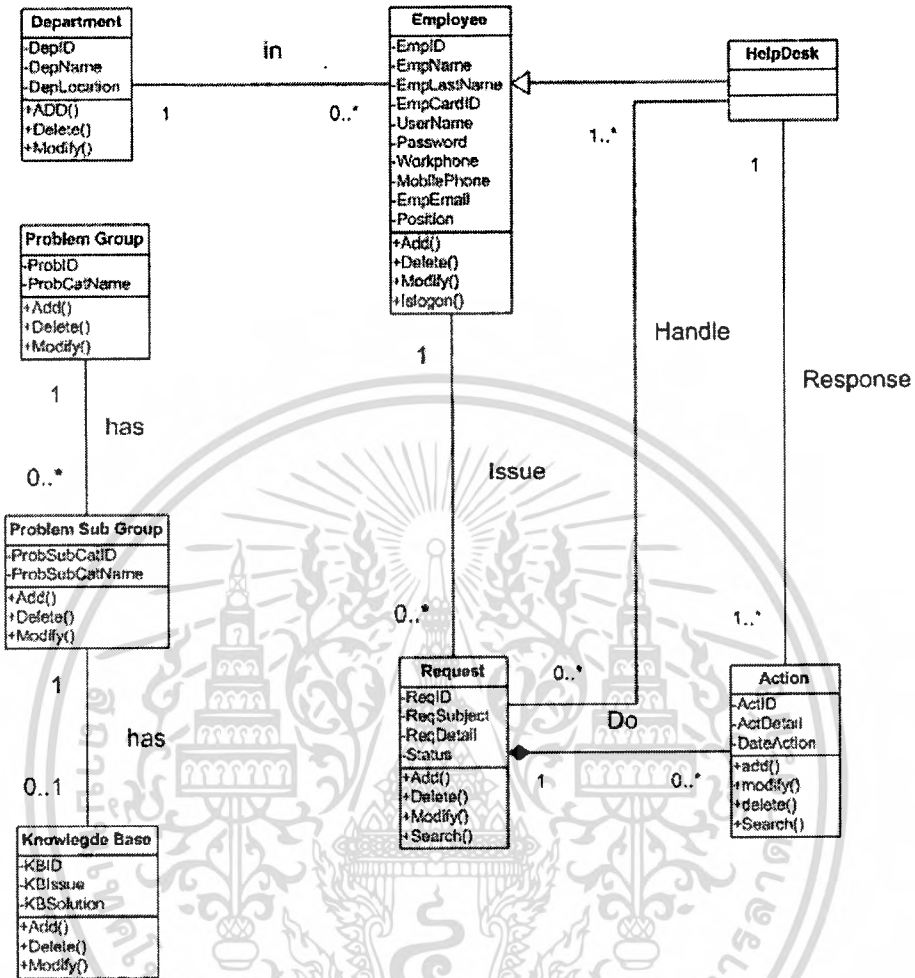 Department
-DepID
-DepName
-DepLocation
+ADD()
+Delete()
+Modify()
in
1
0..*
Employee
-EmpID
-EmpName
-EmpLastName
-EmpCardID
-UserName
-Password
-Workphone
-MobilePhone
-EmpEmail
-Position
+Add()
+Delete()
+Modify()
+Islogon()
HelpDesk
1..*
1
Problem Group
-ProbID
-ProbCatName
+Add()
+Delete()
+Modify()
1
has
0..*
1
Issue
0..*
Handle
0..*
Response
1..*
Problem Sub Group
-ProbSubCatID
-ProbSubCatName
+Add()
+Delete()
+Modify()
1
has
0..1
Knowlegde Base
-KBID
-KBIssue
-KBSolution
+Add()
+Delete()
+Modify()
Request
-ReqID
-ReqSubject
-ReqDetail
-Status
+Add()
+Delete()
+Modify()
+Search()
Do
1
0..*
Action
-ActID
-ActDetail
-DateAction
+add()
+modify()
+delete()
+Search()